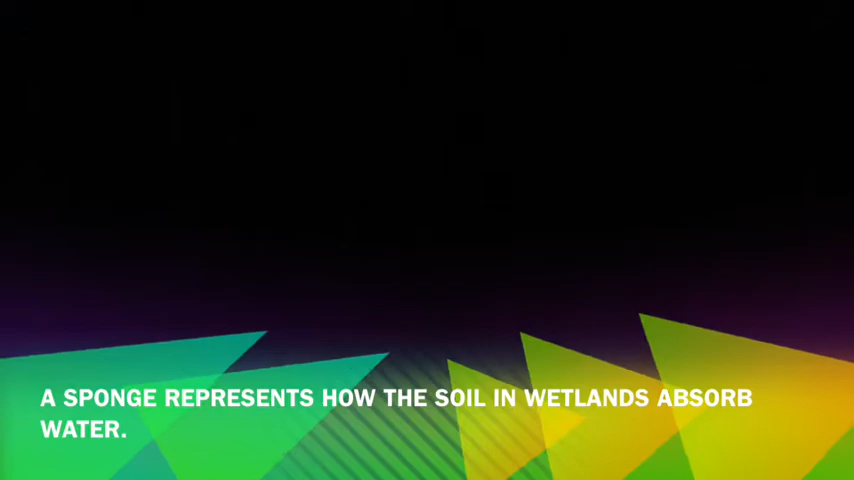 A SPONGE REPRESENTS HOW THE SOIL IN WETLANDS ABSORB
WATER.